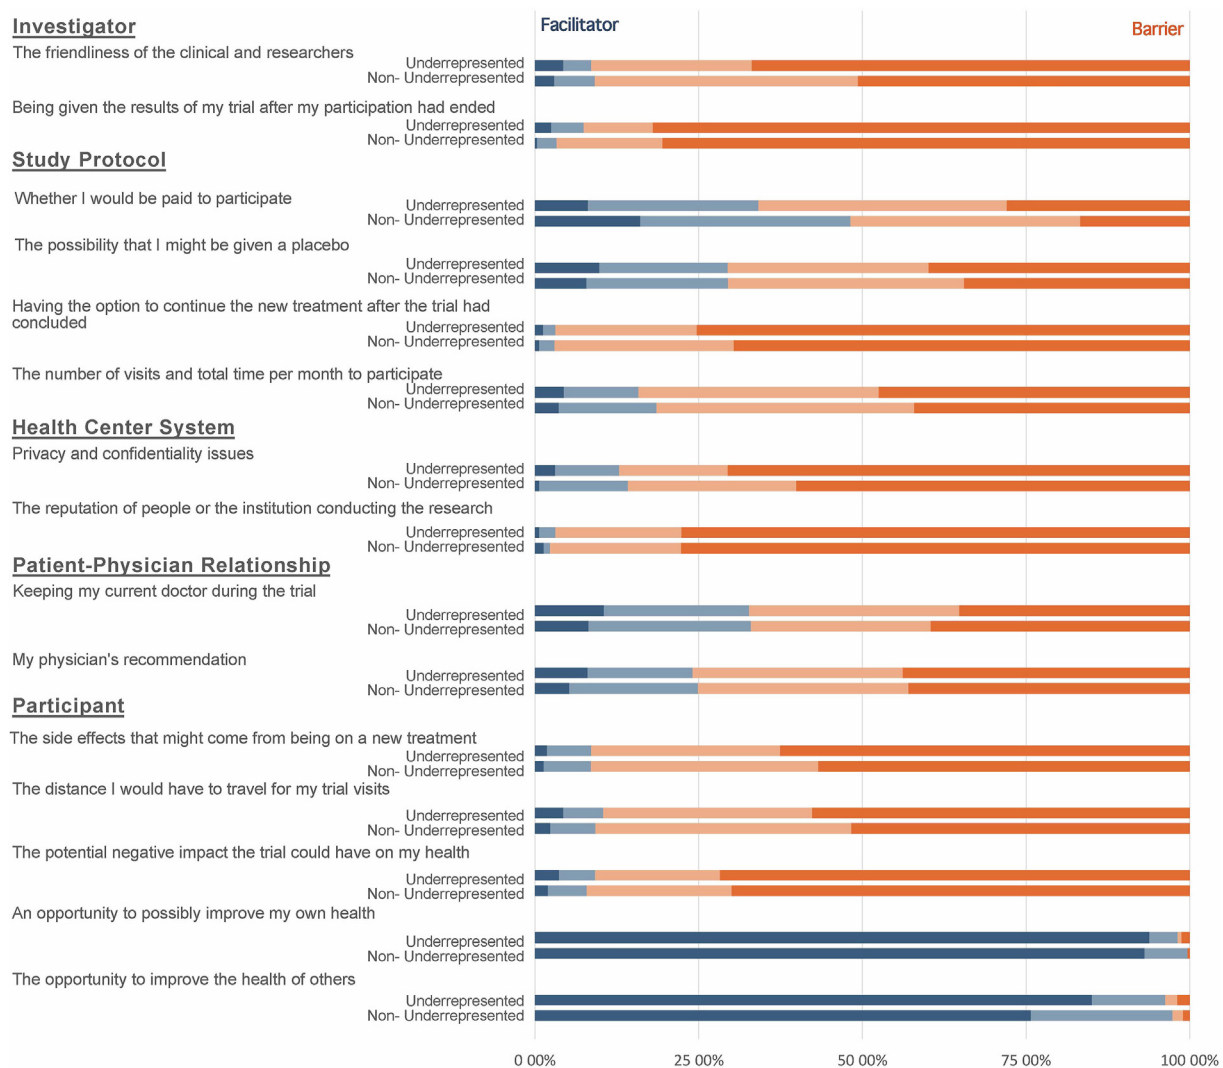 Facilitator
Barrier
Investigator
The friendliness of the clinical and researchers
Underrepresented
Non- Underrepresented
Being given the results of my trial after my participation had ended
Underrepresented
Non- Underrepresented
Study Protocol
Whether I would be paid to participate
Underrepresented
Non- Underrepresented
The possibility that I might be given a placebo
Underrepresented
Non- Underrepresented
Having the option to continue the new treatment after the trial had
concluded
Underrepresented
Non- Underrepresented
The number of visits and total time per month to participate
Underrepresented
Non- Underrepresented
Health Center System
Privacy and confidentiality issues
Underrepresented
Non- Underrepresented
The reputation of people or the institution conducting the research
Underrepresented
Non- Underrepresented
Patient-Physician Relationship
Keeping my current doctor during the trial
Underrepresented
Non- Underrepresented
My physician's recommendation
Underrepresented
Non- Underrepresented
Participant
The side effects that might come from being on a new treatment
Underrepresented
Non- Underrepresented
The distance I would have to travel for my trial visits
Underrepresented
Non- Underrepresented
The potential negative impact the trial could have on my health
Underrepresented
Non- Underrepresented
An opportunity to possibly improve my own health
Underrepresented
Non- Underrepresented
The opportunity to improve the health of others
Underrepresented
Non- Underrepresented
0 00% 25 00% 50 00% 75 00% 100 00%